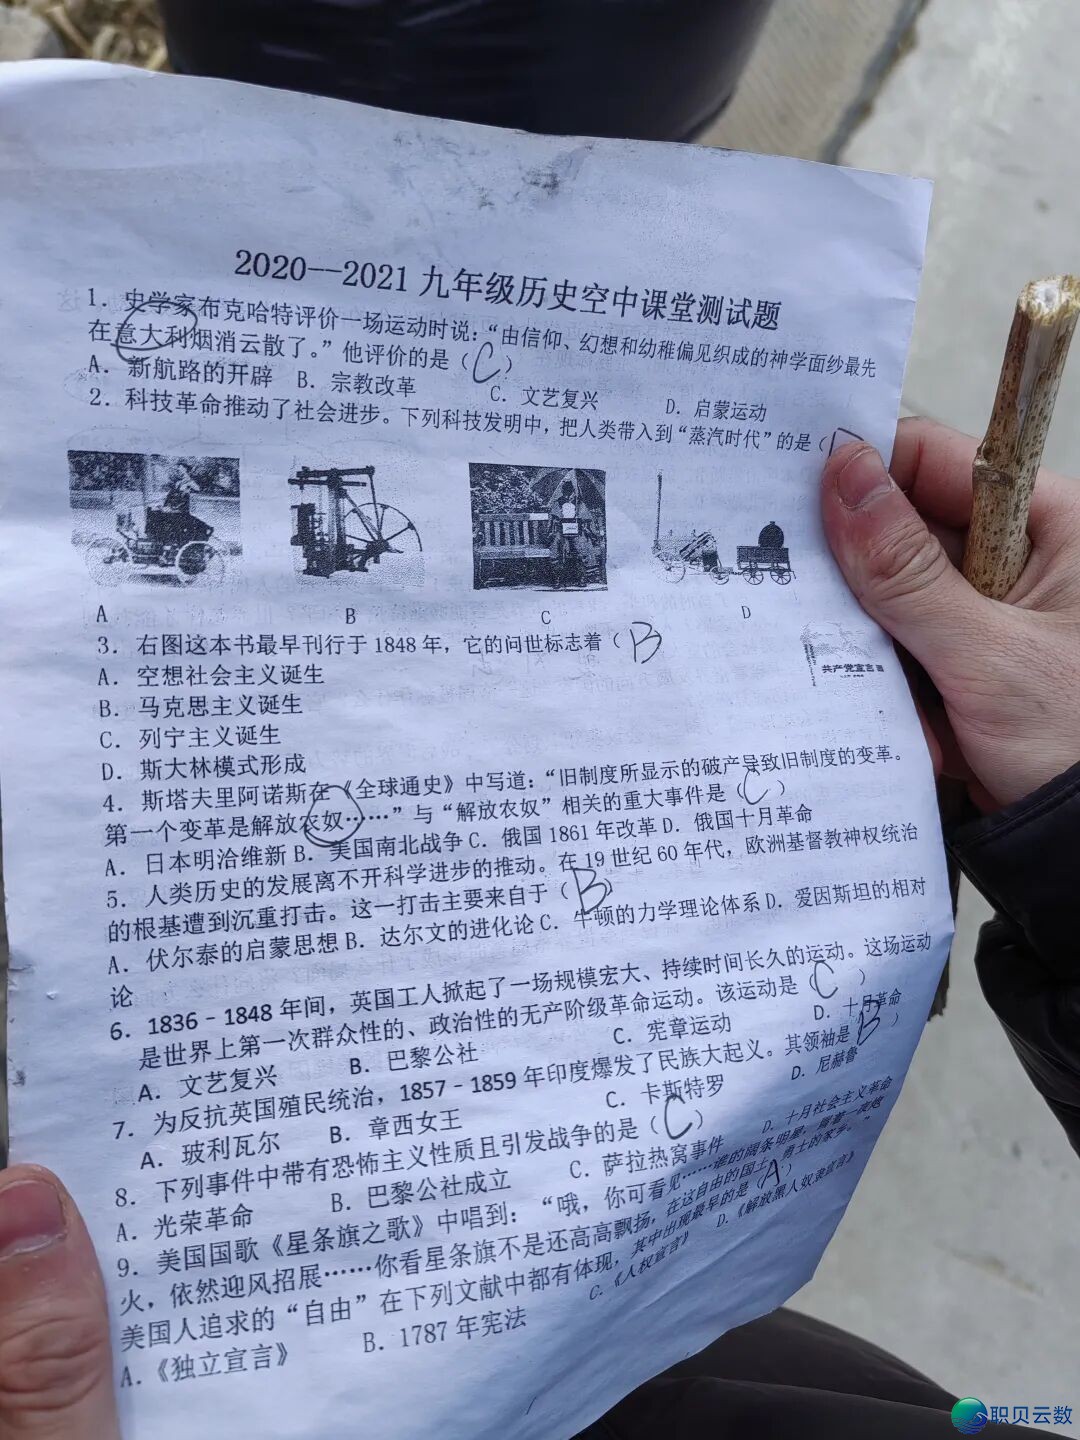 2020--2021 九年级历史空中课堂测试题
1. 史学家布克哈特评价一场运动时说：“由信仰、幻想和幼稚偏见织成的神学面纱最先
在意大利烟消云散了。”他评价的是（C）
A. 新航路的开辟 B. 宗教改革 C. 文艺复兴 D. 启蒙运动
2. 科技革命推动了社会进步。下列科技发明中，把人类带入到“蒸汽时代”的是（
A B C D
3. 右图这本书最早刊行于 1848 年，它的问世标志着（B）
共产党宣言
A. 空想社会主义诞生
B. 马克思主义诞生
C. 列宁主义诞生
D. 斯大林模式形成
4. 斯塔夫里阿诺斯在《全球通史》中写道：“旧制度所显示的破产导致旧制度的变革。
第一个变革是解放农奴……”与“解放农奴”相关的重大事件是（C）
A. 日本明治维新 B. 美国南北战争 C. 俄国 1861 年改革 D. 俄国十月革命
5. 人类历史的发展离不开科学进步的推动。在 19 世纪 60 年代，欧洲基督教神权统治
的根基遭到沉重打击。这一打击主要来自于（B）
A. 伏尔泰的启蒙思想 B. 达尔文的进化论 C. 牛顿的力学理论体系 D. 爱因斯坦的相对
论
6. 1836﹣1848 年间，英国工人掀起了一场规模宏大、持续时间长久的运动。这场运动
是世界上第一次群众性的、政治性的无产阶级革命运动。该运动是（C）
A. 文艺复兴 B. 巴黎公社 C. 宪章运动 D. 十月革命
7. 为反抗英国殖民统治，1857﹣1859 年印度爆发了民族大起义。其领袖是（B）
A. 玻利瓦尔 B. 章西女王 C. 卡斯特罗 D. 尼赫鲁
8. 下列事件中带有恐怖主义性质且引发战争的是（C）
A. 光荣革命 B. 巴黎公社成立 C. 萨拉热窝事件 D. 十月社会主义革命
9. 美国国歌《星条旗之歌》中唱到：“哦，你可看见……谁的阔条明星，随着一夜炮
火，依然迎风招展……你看星条旗不是还高高飘扬，在这自由的国土，勇士的家乡。”
美国人追求的“自由”在下列文献中都有体现，其中出现最早的是（A）
A.《独立宣言》 B. 1787 年宪法 C.《人权宣言》 D.《解放黑人奴隶宣言》
职贝云数